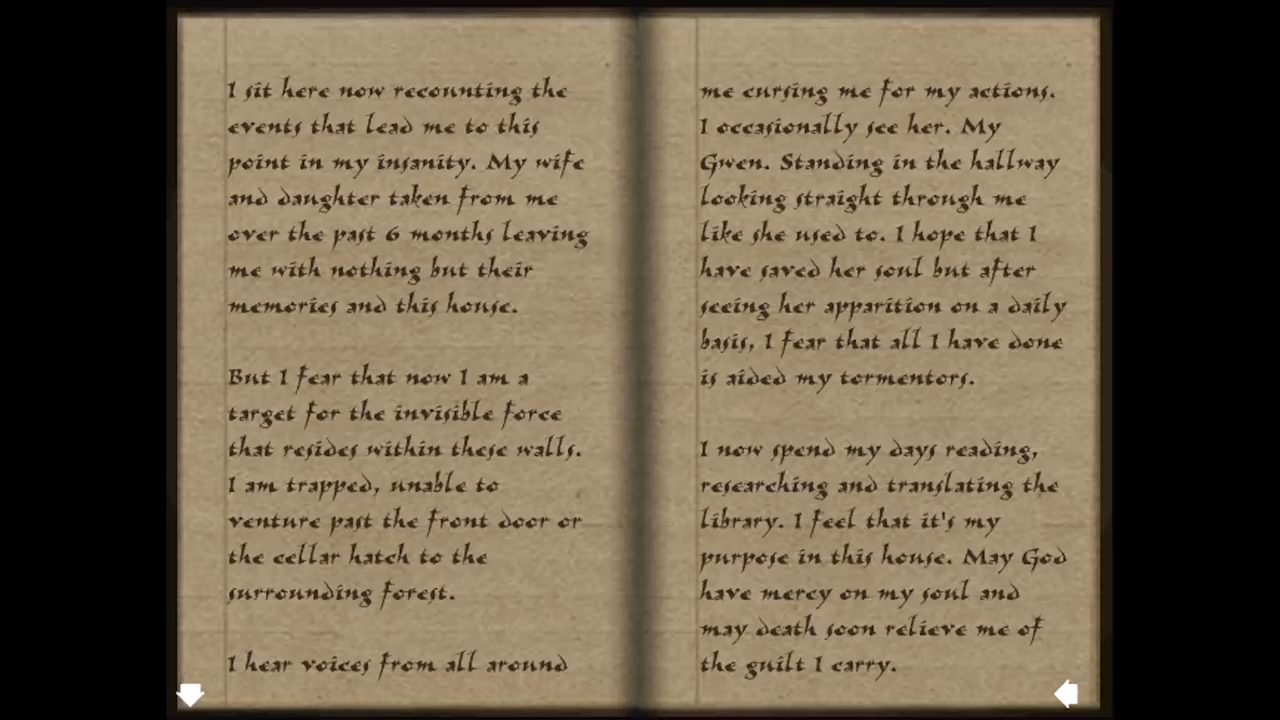 I sit here now recounting the
events that lead me to this
point in my insanity. My wife
and daughter taken from me
over the past 6 months leaving
me with nothing but their
memories and this house.
But I fear that now I am a
target for the invisible force
that resides within these walls.
I am trapped, unable to
venture past the front door or
the cellar hatch to the
surrounding forest.
I hear voices from all around
me cursing me for my actions.
I occasionally see her. My
Gwen. Standing in the hallway
looking straight through me
like she used to. I hope that I
have saved her soul but after
seeing her apparition on a daily
basis, I fear that all I have done
is aided my tormentors.
I now spend my days reading,
researching and translating the
library. I feel that it's my
purpose in this house. May God
have mercy on my soul and
may death soon relieve me of
the guilt I carry.